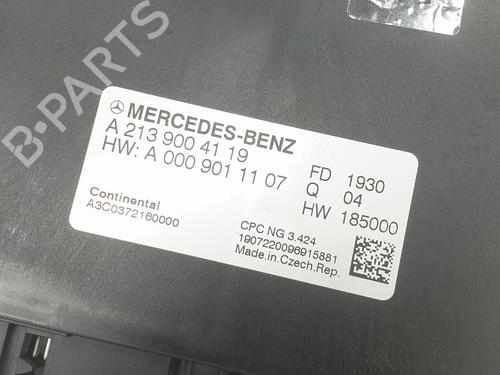 MERCEDES-BENZ
A 213 900 41 19
HW: A 000 901 11 07
FD 1930
Q 04
HW 185000
Continental
A3C0372160000
CPC NG 3.424
1907220096915881
Made.in.Czech.Rep.
B-PARTS